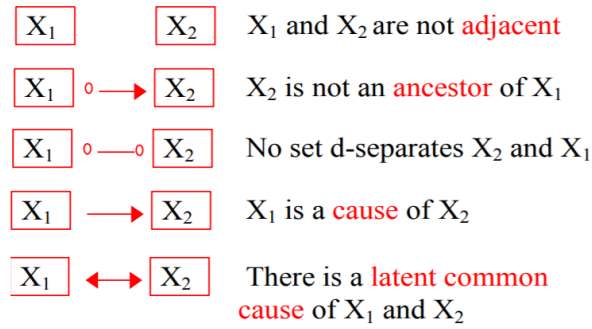 X₁ X₂ X₁ and X₂ are not adjacent
X₁ o X₂ X₂ is not an ancestor of X₁
X₁ o o X₂ No set d-separates X₂ and X₁
X₁ X₂ X₁ is a cause of X₂
X₁ X₂ There is a latent common
cause of X₁ and X₂